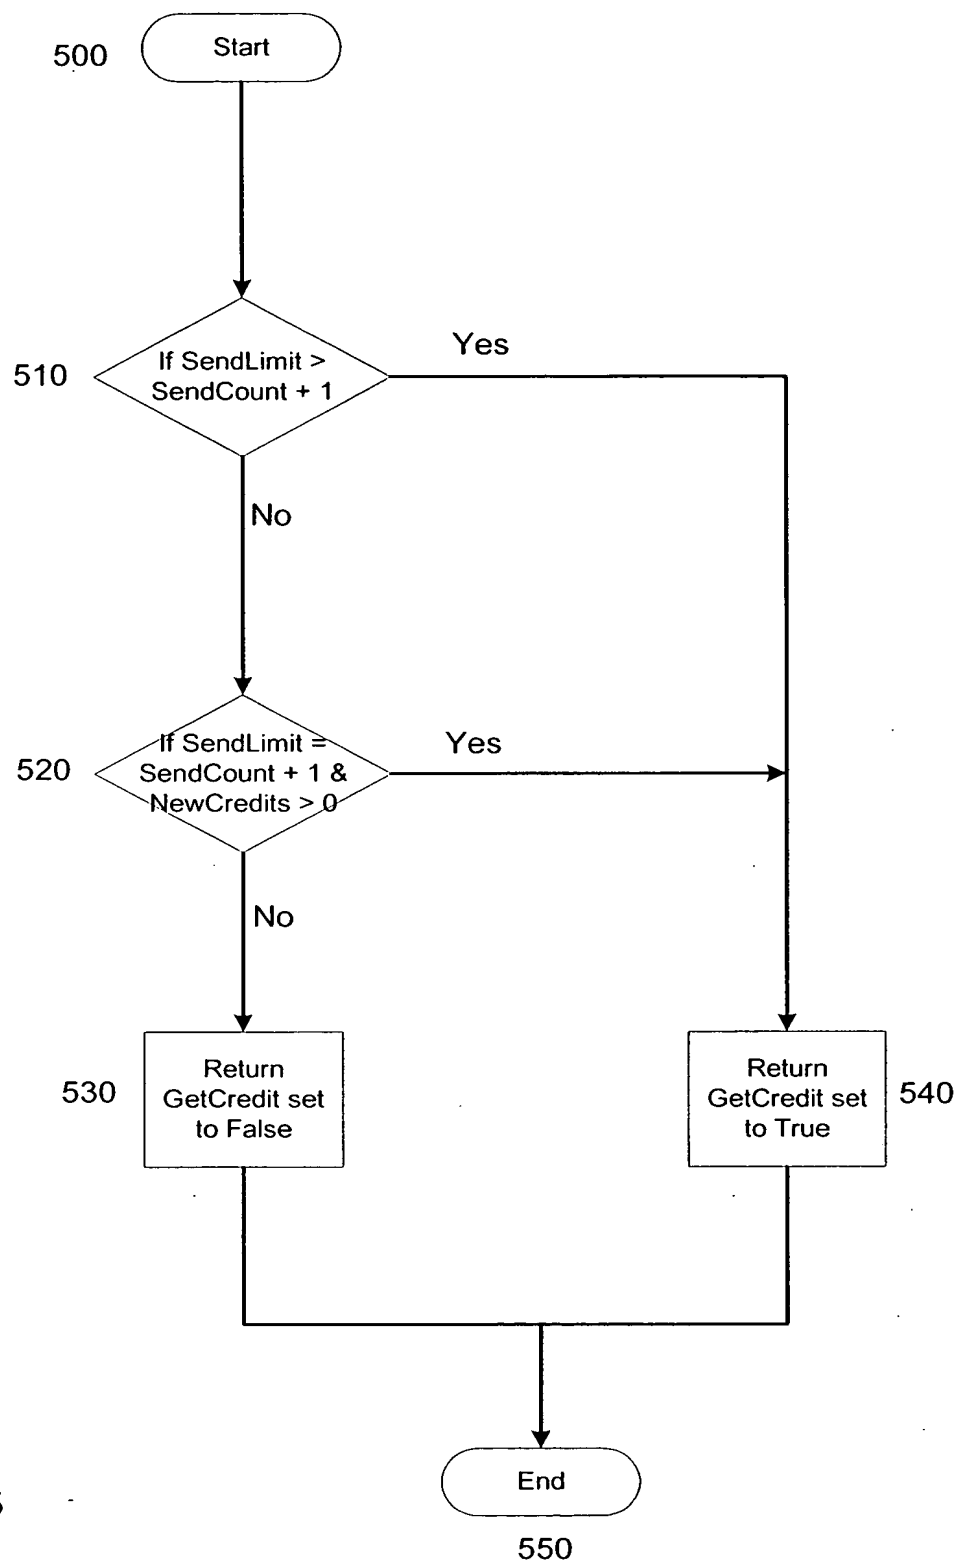 500
Start
510
If SendLimit >
SendCount + 1
Yes
No
520
If SendLimit =
SendCount + 1 &
NewCredits > 0
Yes
No
530
Return
GetCredit set
to False
Return
GetCredit set
to True
540
End
550